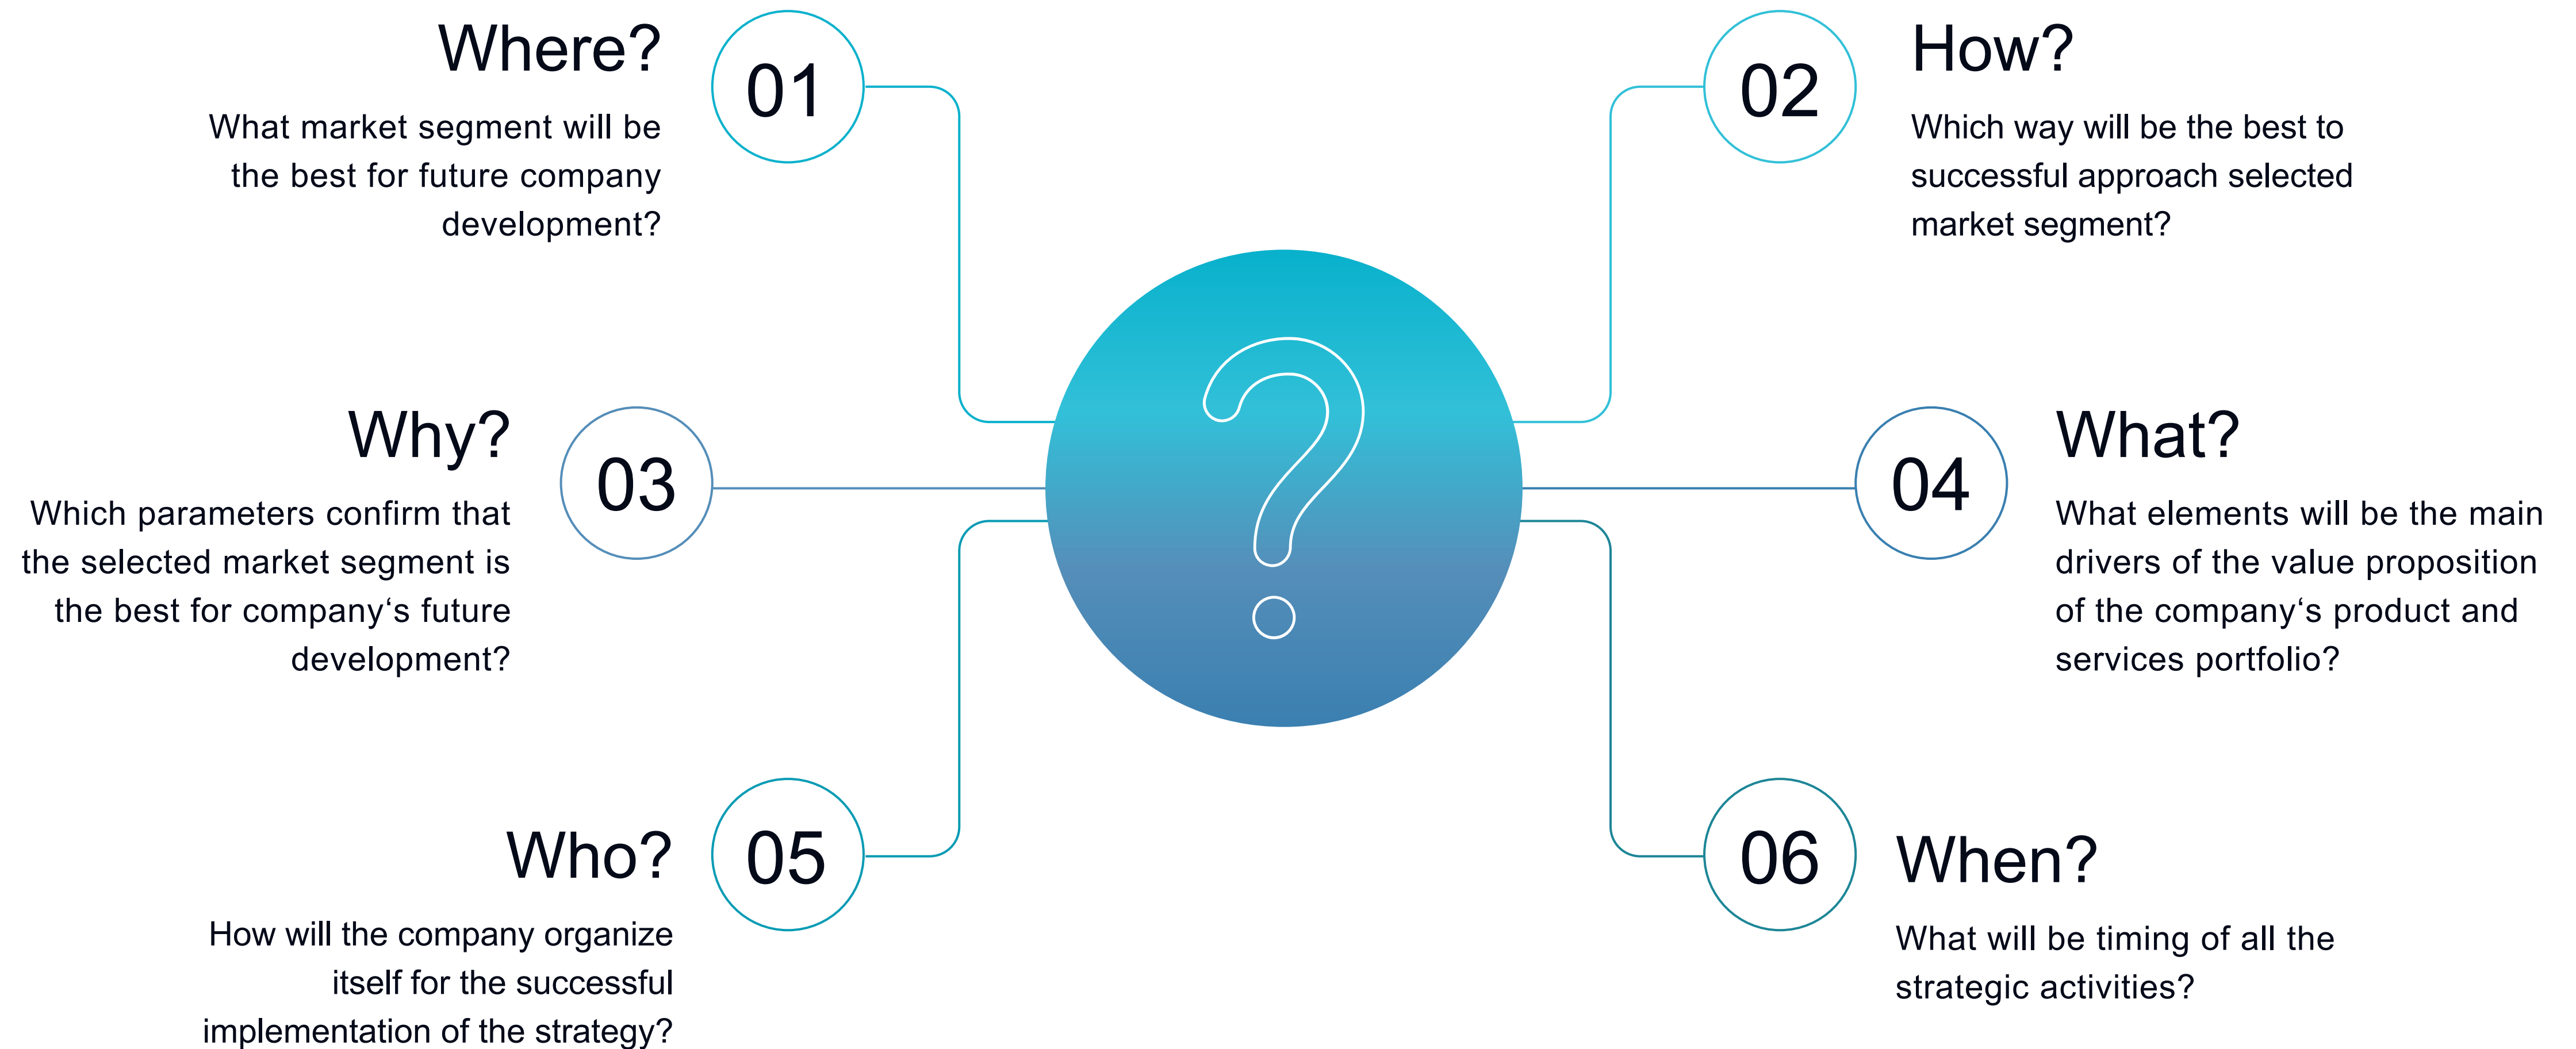 Where?
01
What market segment will be
the best for future company
development?
02
How?
Which way will be the best to
successful approach selected
market segment?
Why?
03
Which parameters confirm that
the selected market segment is
the best for company‘s future
development?
?
04
What?
What elements will be the main
drivers of the value proposition
of the company‘s product and
services portfolio?
Who?
05
How will the company organize
itself for the successful
implementation of the strategy?
06
When?
What will be timing of all the
strategic activities?